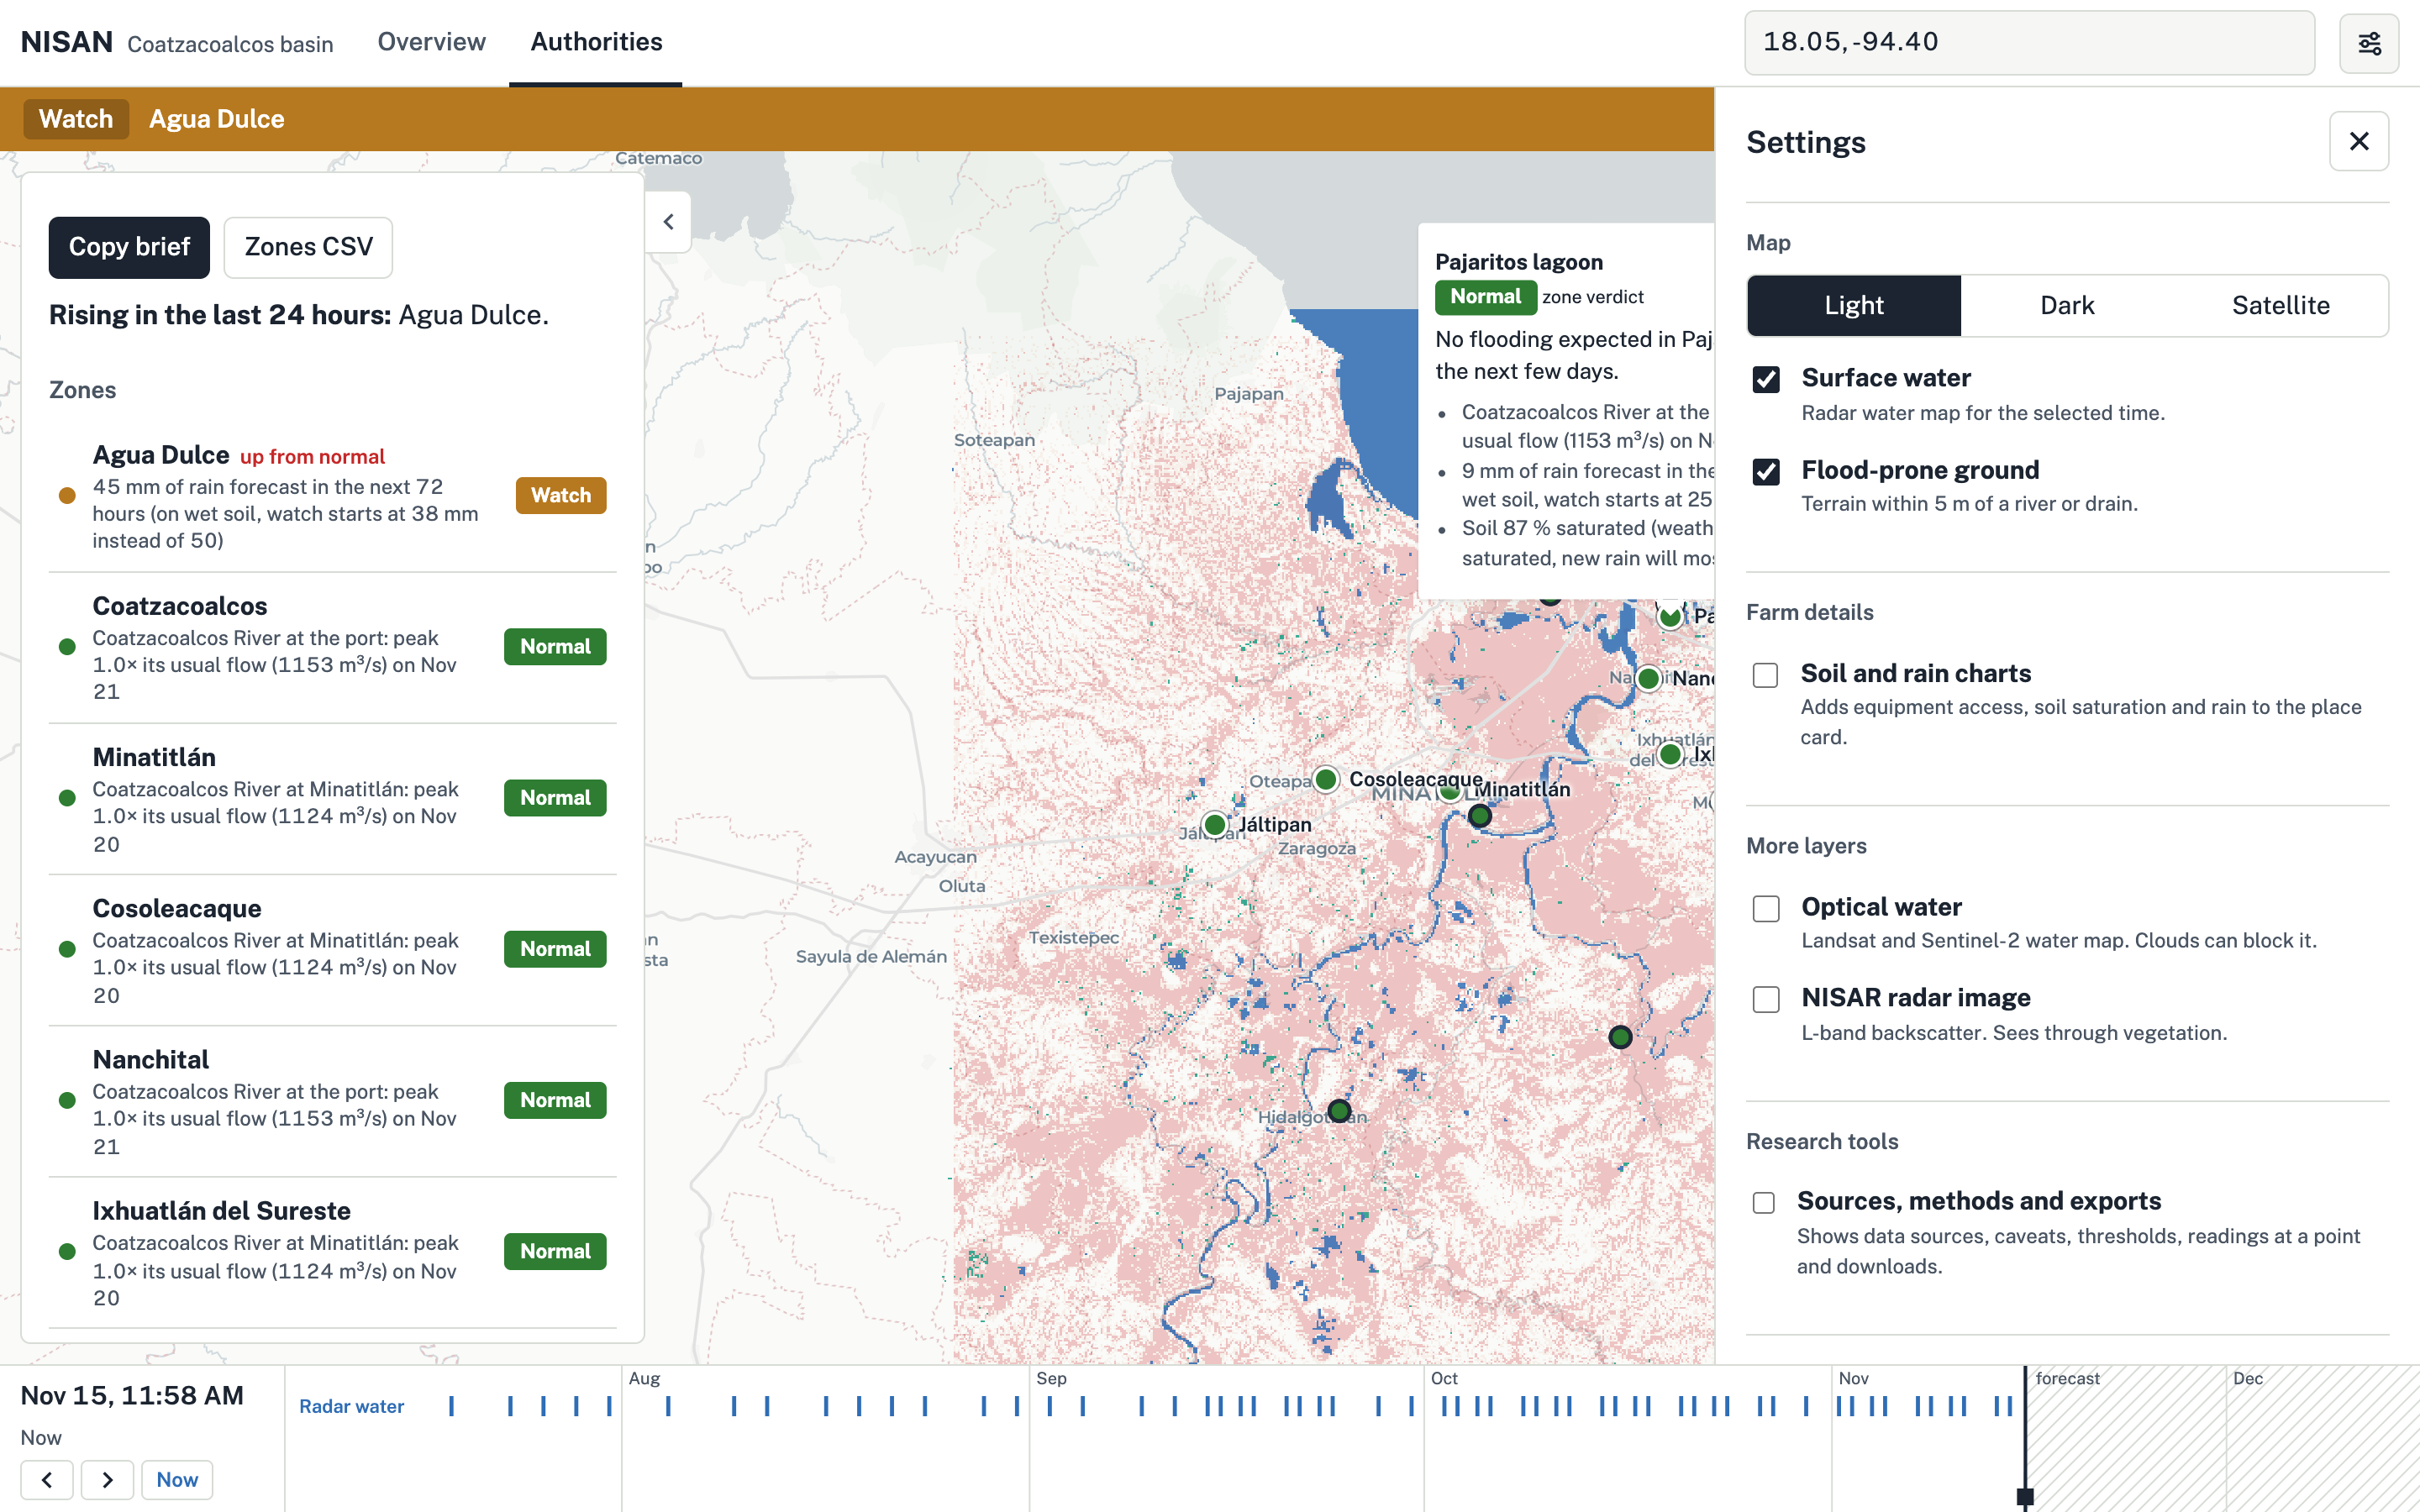 NISAN Coatzacoalcos basin Overview Authorities
18.05,-94.40
Watch Agua Dulce
Copy brief Zones CSV
Rising in the last 24 hours: Agua Dulce.
Zones
Agua Dulce up from normal
45 mm of rain forecast in the next 72
hours (on wet soil, watch starts at 38 mm
instead of 50)
Watch
Coatzacoalcos
Coatzacoalcos River at the port: peak
1.0× its usual flow (1153 m³/s) on Nov
21
Normal
Minatitlán
Coatzacoalcos River at Minatitlán: peak
1.0× its usual flow (1124 m³/s) on Nov
20
Normal
Cosoleacaque
Coatzacoalcos River at Minatitlán: peak
1.0× its usual flow (1124 m³/s) on Nov
20
Normal
Nanchital
Coatzacoalcos River at the port: peak
1.0× its usual flow (1153 m³/s) on Nov
21
Normal
Ixhuatlán del Sureste
Coatzacoalcos River at Minatitlán: peak
1.0× its usual flow (1124 m³/s) on Nov
20
Normal
Catemaco
Pajapan
Soteapan
Oteapa
Cosoleacaque
Minatitlán
Jáltipan
Jáltipan
Zaragoza
Acayucan
Oluta
Texistepec
Sayula de Alemán
Pajaritos lagoon
Normal zone verdict
No flooding expected in Paj
the next few days.
Coatzacoalcos River at the
usual flow (1153 m³/s) on N
9 mm of rain forecast in the
wet soil, watch starts at 25
Soil 87 % saturated (weath
saturated, new rain will mos
Pa
Nanc
Ixhuatlán
Ixh
Settings
Map
Light Dark Satellite
Surface water
Radar water map for the selected time.
Flood-prone ground
Terrain within 5 m of a river or drain.
Farm details
Soil and rain charts
Adds equipment access, soil saturation and rain to the place
card.
More layers
Optical water
Landsat and Sentinel-2 water map. Clouds can block it.
NISAR radar image
L-band backscatter. Sees through vegetation.
Research tools
Sources, methods and exports
Shows data sources, caveats, thresholds, readings at a point
and downloads.
Nov 15, 11:58 AM
Now
Now
Radar water
Aug
Sep
Oct
Nov
forecast
Dec